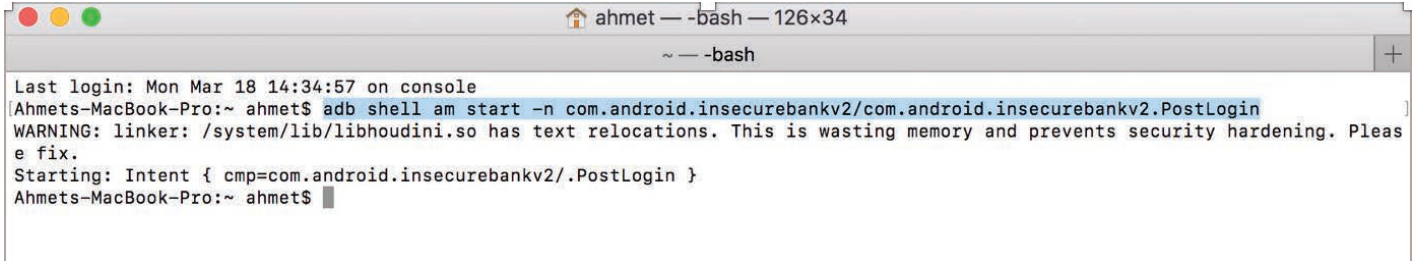 ahmet — -bash — 126×34
~ — -bash +
Last login: Mon Mar 18 14:34:57 on console
[Ahmets-MacBook-Pro:~ ahmet$ adb shell am start -n com.android.insecurebankv2/com.android.insecurebankv2.PostLogin ]
WARNING: linker: /system/lib/libhoudini.so has text relocations. This is wasting memory and prevents security hardening. Pleas
e fix.
Starting: Intent { cmp=com.android.insecurebankv2/.PostLogin }
Ahmets-MacBook-Pro:~ ahmet$